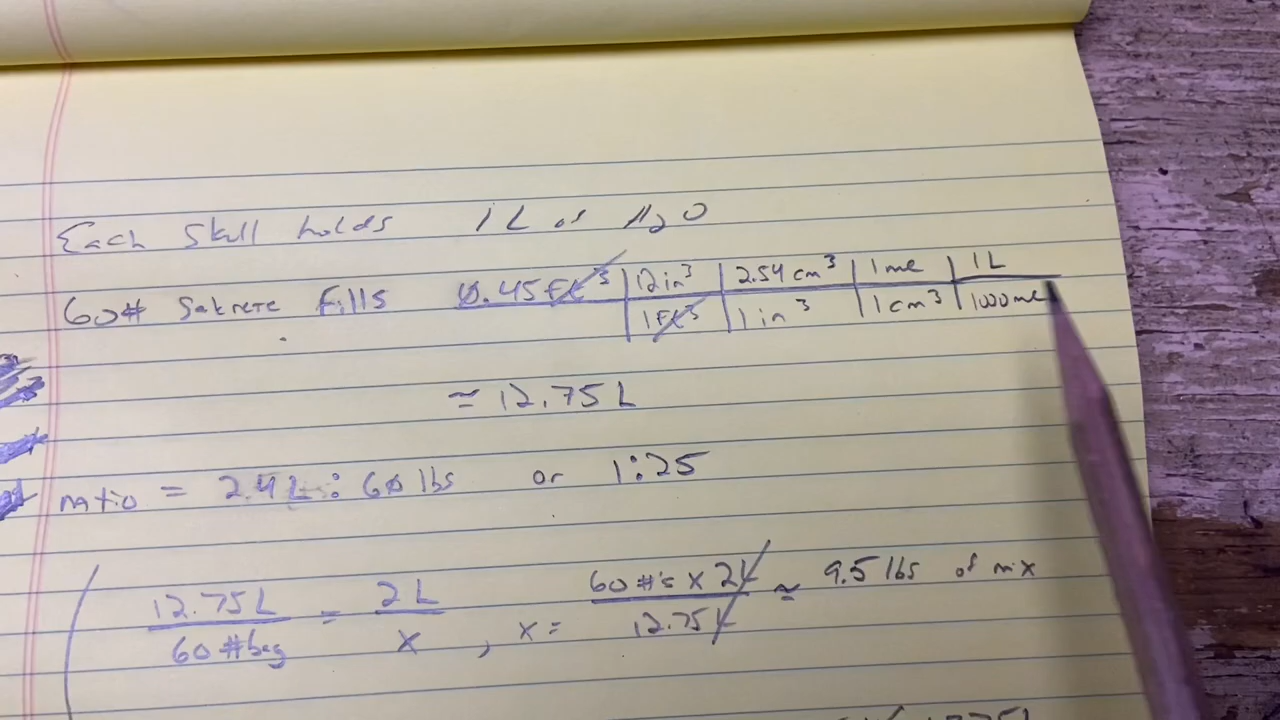 Each Skull holds 1L of H2O
60# Sakrete fills 0.45 Ft³ | 12 in³ | 2.54 cm³ | 1 ml | 1 L
1 Ft³ | 1 in³ | 1 cm³ | 1000 ml
≈ 12.75 L
ratio = 2.4 L : 60 lbs or 1:25
12.75 L = 2 L , x = 60 #'s x 2 L ≈ 9.5 lbs of mix
60 # bag x 12.75 L